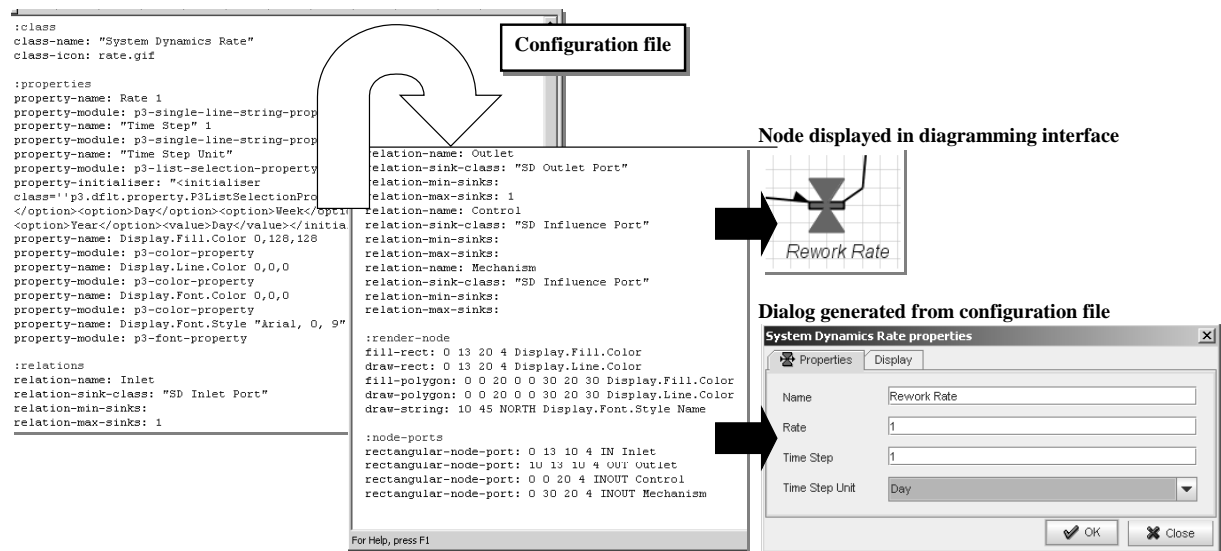 :class
class-name: "System Dynamics Rate"
class-icon: rate.gif
:properties
property-name: Rate 1
property-module: p3-single-line-string-prop
property-name: "Time Step" 1
property-module: p3-single-line-string-prop
property-name: "Time Step Unit"
property-module: p3-list-selection-property
property-initialiser: "<initialiser
class=''p3.dflt.property.P3ListSelectionPro
</option><option>Day</option><option>Week</opti
<option>Year</option><value>Day</value></initia
property-name: Display.Fill.Color 0,128,128
property-module: p3-color-property
property-name: Display.Line.Color 0,0,0
property-module: p3-color-property
property-name: Display.Font.Color 0,0,0
property-module: p3-color-property
property-name: Display.Font.Style "Arial, 0, 9"
property-module: p3-font-property
:relations
relation-name: Inlet
relation-sink-class: "SD Inlet Port"
relation-min-sinks:
relation-max-sinks: 1
Configuration file
relation-name: Outlet
relation-sink-class: "SD Outlet Port"
relation-min-sinks:
relation-max-sinks: 1
relation-name: Control
relation-sink-class: "SD Influence Port"
relation-min-sinks:
relation-max-sinks:
relation-name: Mechanism
relation-sink-class: "SD Influence Port"
relation-min-sinks:
relation-max-sinks:
:render-node
fill-rect: 0 13 20 4 Display.Fill.Color
draw-rect: 0 13 20 4 Display.Line.Color
fill-polygon: 0 0 20 0 0 30 20 30 Display.Fill.Color
draw-polygon: 0 0 20 0 0 30 20 30 Display.Line.Color
draw-string: 10 45 NORTH Display.Font.Style Name
:node-ports
rectangular-node-port: 0 13 10 4 IN Inlet
rectangular-node-port: 10 13 10 4 OUT Outlet
rectangular-node-port: 0 0 20 4 INOUT Control
rectangular-node-port: 0 30 20 4 INOUT Mechanism
For Help, press F1
Node displayed in diagramming interface
Rework Rate
Dialog generated from configuration file
System Dynamics Rate properties
Properties Display
Name Rework Rate
Rate 1
Time Step 1
Time Step Unit Day
OK Close